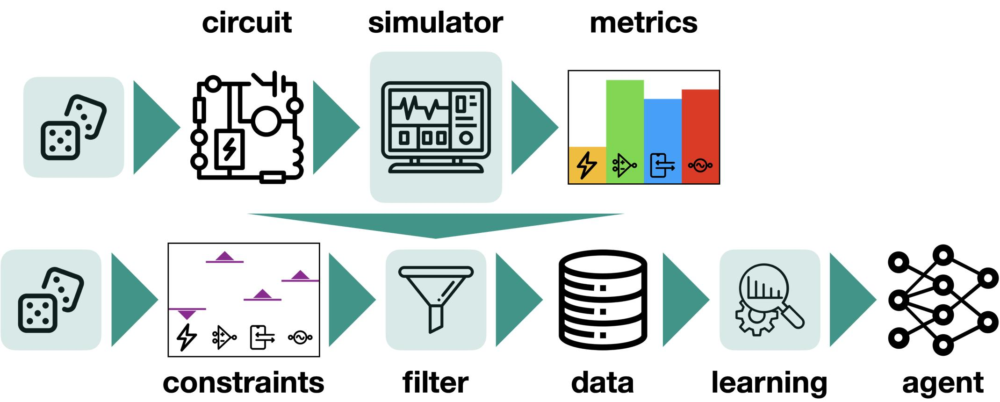 circuit
simulator
metrics
constraints
filter
data
learning
agent